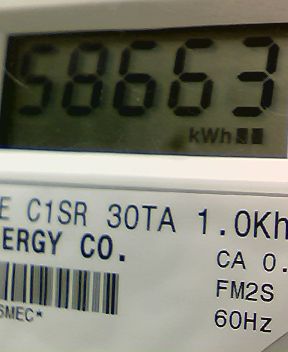 58663
kWh
E C1SR 30TA 1.0Kh
ERGY CO.
CA 0.
FM2S
60Hz
SMEC*